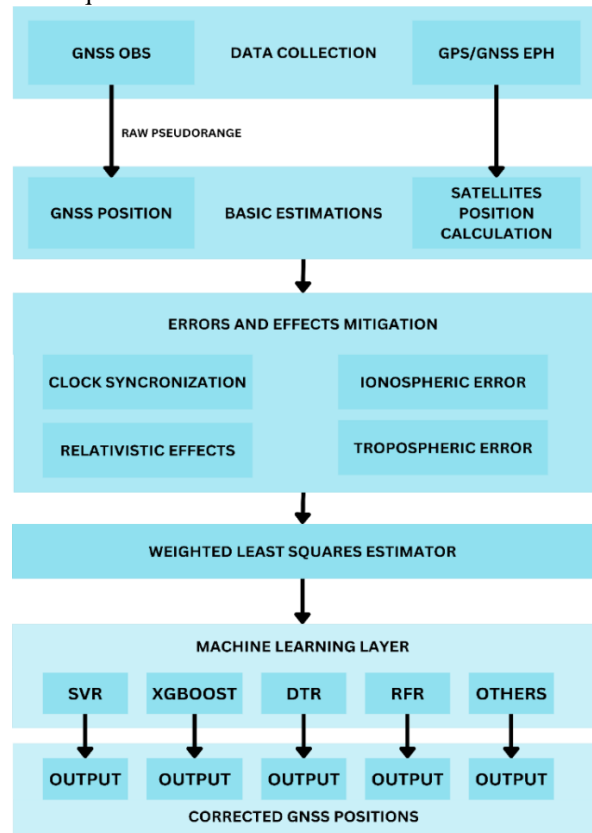 GNSS OBS DATA COLLECTION GPS/GNSS EPH
RAW PSEUDORANGE
GNSS POSITION BASIC ESTIMATIONS SATELLITES POSITION CALCULATION
ERRORS AND EFFECTS MITIGATION
CLOCK SYNCRONIZATION IONOSPHERIC ERROR
RELATIVISTIC EFFECTS TROPOSPHERIC ERROR
WEIGHTED LEAST SQUARES ESTIMATOR
MACHINE LEARNING LAYER
SVR XGBOOST DTR RFR OTHERS
OUTPUT OUTPUT OUTPUT OUTPUT OUTPUT
CORRECTED GNSS POSITIONS